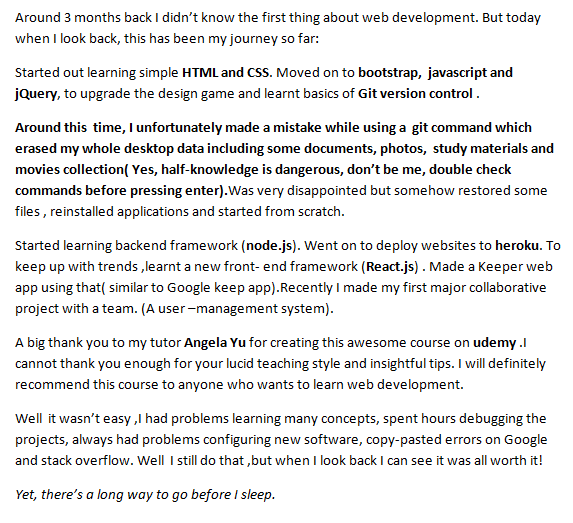 Around 3 months back I didn't know the first thing about web development. But today
when I look back, this has been my journey so far:
Started out learning simple HTML and CSS. Moved on to bootstrap, javascript and
jQuery, to upgrade the design game and learnt basics of Git version control .
Around this time, I unfortunately made a mistake while using a git command which
erased my whole desktop data including some documents, photos, study materials and
movies collection( Yes, half-knowledge is dangerous, don't be me, double check
commands before pressing enter).Was very disappointed but somehow restored some
files , reinstalled applications and started from scratch.
Started learning backend framework (node.js). Went on to deploy websites to heroku. To
keep up with trends ,learnt a new front- end framework (React.js) . Made a Keeper web
app using that( similar to Google keep app).Recently I made my first major collaborative
project with a team. (A user –management system).
A big thank you to my tutor Angela Yu for creating this awesome course on udemy .I
cannot thank you enough for your lucid teaching style and insightful tips. I will definitely
recommend this course to anyone who wants to learn web development.
Well it wasn't easy ,I had problems learning many concepts, spent hours debugging the
projects, always had problems configuring new software, copy-pasted errors on Google
and stack overflow. Well I still do that ,but when I look back I can see it was all worth it!
Yet, there's a long way to go before I sleep.